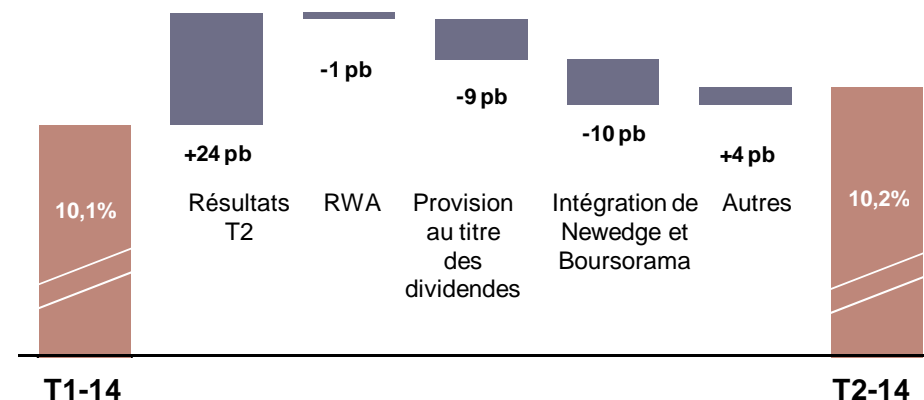 -1 pb
-9 pb
-10 pb
+24 pb
+4 pb
10,1%
Résultats
T2
RWA
Provision
au titre
des
dividendes
Intégration de
Newedge et
Boursorama
Autres
10,2%
T1-14
T2-14